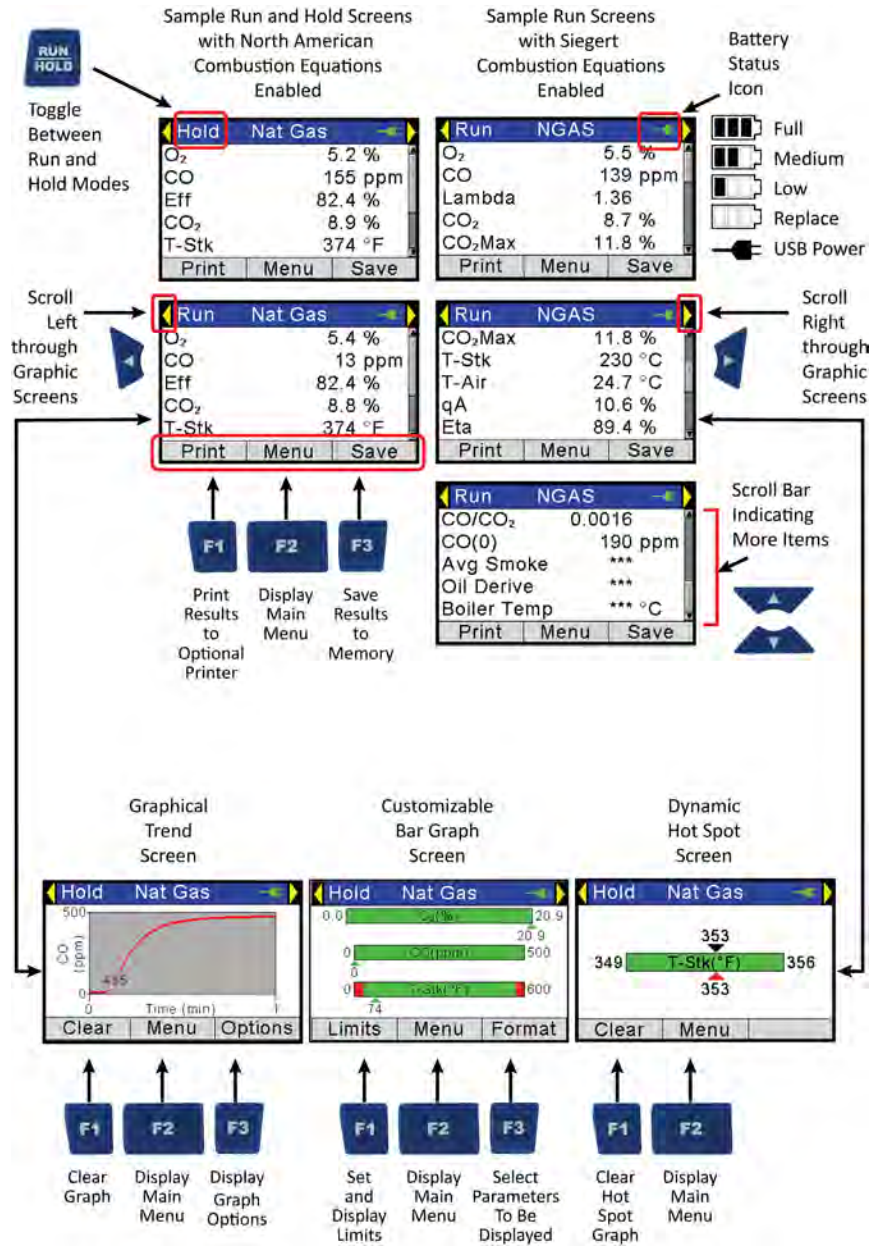 Sample Run and Hold Screens
with North American
Combustion Equations
Enabled
Sample Run Screens
with Siegert
Combustion Equations
Enabled
Battery
Status
Icon
RUN
HOLD
Toggle
Between
Run and
Hold Modes
Hold Nat Gas
O₂ 5.2 %
CO 155 ppm
Eff 82.4 %
CO₂ 8.9 %
T-Stk 374 °F
Print Menu Save
Run NGAS
O₂ 5.5 %
CO 139 ppm
Lambda 1.36
CO₂ 8.7 %
CO₂Max 11.8 %
Print Menu Save
Full
Medium
Low
Replace
USB Power
Scroll
Left
through
Graphic
Screens
Run Nat Gas
O₂ 5.4 %
CO 13 ppm
Eff 82.4 %
CO₂ 8.8 %
T-Stk 374 °F
Print Menu Save
Run NGAS
CO₂Max 11.8 %
T-Stk 230 °C
T-Air 24.7 °C
qA 10.6 %
Eta 89.4 %
Print Menu Save
Scroll
Right
through
Graphic
Screens
F1 F2 F3
Print
Results
to
Optional
Printer
Display
Main
Menu
Save
Results
to
Memory
Run NGAS
CO/CO₂ 0.0016
CO(0) 190 ppm
Avg Smoke ***
Oil Derive ***
Boiler Temp *** °C
Print Menu Save
Scroll Bar
Indicating
More Items
Graphical
Trend
Screen
Customizable
Bar Graph
Screen
Dynamic
Hot Spot
Screen
Hold Nat Gas
500
CO
(ppm)
485
0
0 Time (min) 1
Clear Menu Options
Hold Nat Gas
0.0 O₂(%) 20.9
20.9
0 CO(ppm) 500
0
0 T-Stk(°F) 600
74
Limits Menu Format
Hold Nat Gas
353
349 T-Stk(°F) 356
353
Clear Menu
F1 F2 F3
F1 F2 F3
F1 F2
Clear
Graph
Display
Main
Menu
Display
Graph
Options
Set
and
Display
Limits
Display
Main
Menu
Select
Parameters
To Be
Displayed
Clear
Hot
Spot
Graph
Display
Main
Menu